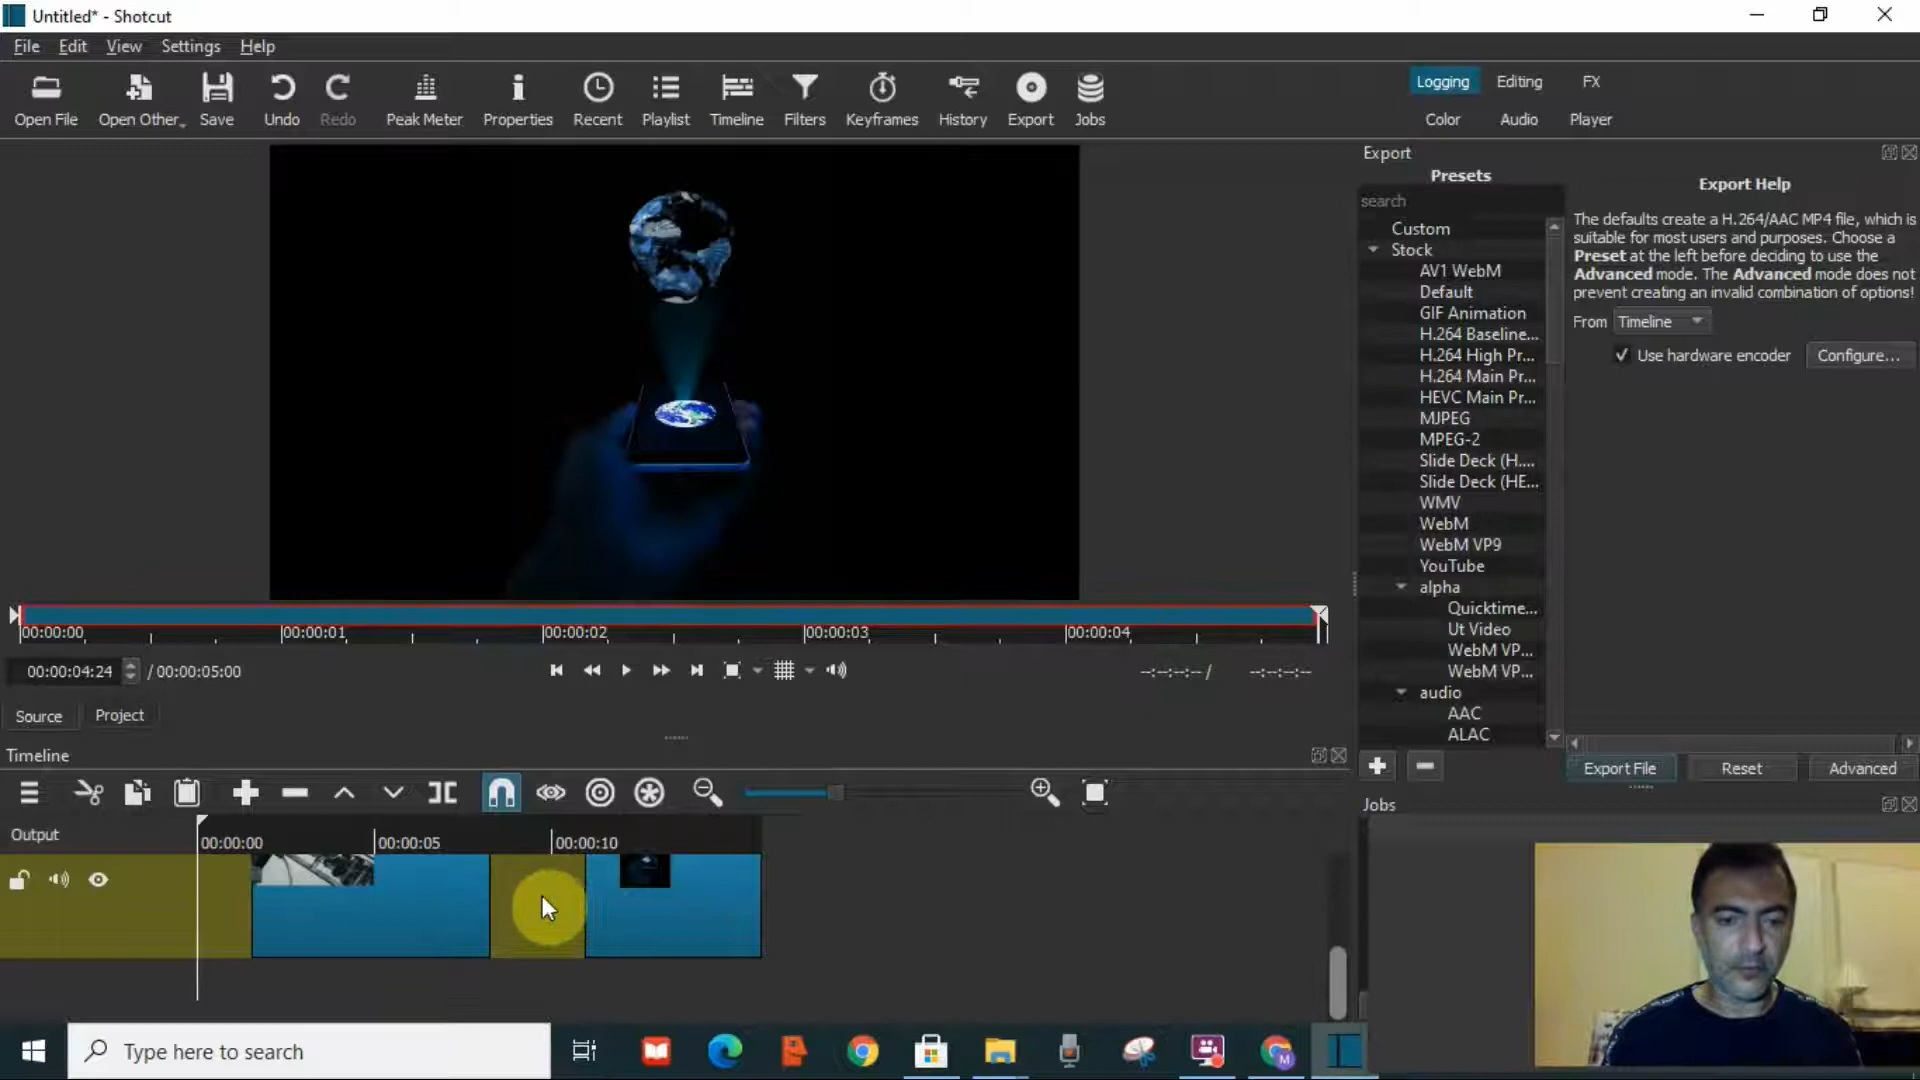 Untitled* - Shotcut
File Edit View Settings Help
Open File Open Other Save Undo Redo Peak Meter Properties Recent Playlist Timeline Filters Keyframes History Export Jobs
Logging Editing FX
Color Audio Player
Export
Presets
search
Custom
Stock
AV1 WebM
Default
GIF Animation
H.264 Baseline...
H.264 High Pr...
H.264 Main Pr...
HEVC Main Pr...
MJPEG
MPEG-2
Slide Deck (H....
Slide Deck (HE...
WMV
WebM
WebM VP9
YouTube
alpha
Quicktime...
Ut Video
WebM VP...
WebM VP...
audio
AAC
ALAC
Export Help
The defaults create a H.264/AAC MP4 file, which is
suitable for most users and purposes. Choose a
Preset at the left before deciding to use the
Advanced mode. The Advanced mode does not
prevent creating an invalid combination of options!
From Timeline
Use hardware encoder Configure...
Export File Reset Advanced
00:00:00 00:00:01 00:00:02 00:00:03 00:00:04
00:00:04:24 / 00:00:05:00 --:--:--:-- / --:--:--:--
Source Project
Timeline
Output
00:00:00 00:00:05 00:00:10
Jobs
Type here to search
M